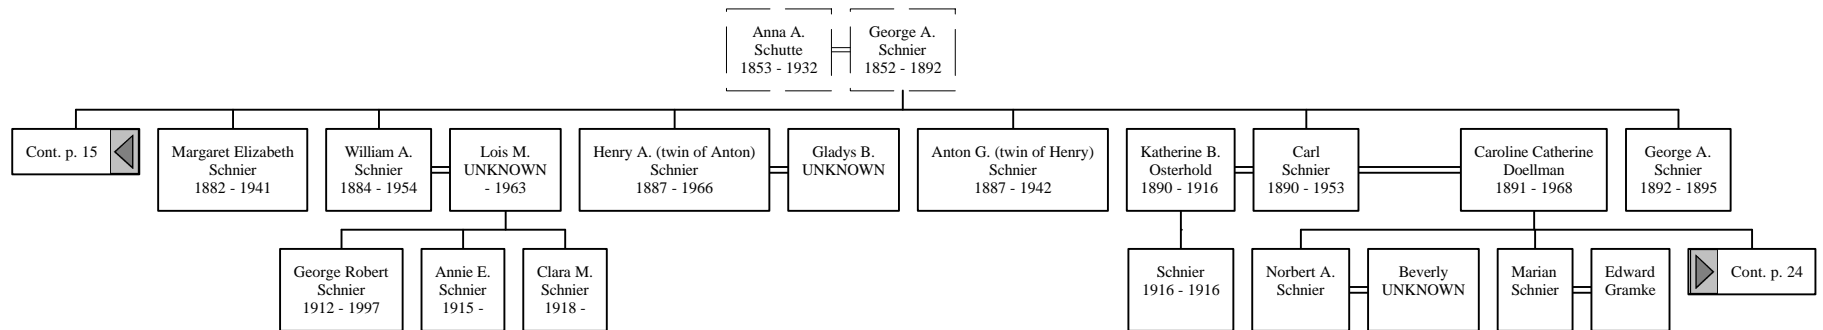 Anna A.
Schutte
1853 - 1932
George A.
Schnier
1852 - 1892
Cont. p. 15
Margaret Elizabeth
Schnier
1882 - 1941
William A.
Schnier
1884 - 1954
Lois M.
UNKNOWN
- 1963
Henry A. (twin of Anton)
Schnier
1887 - 1966
Gladys B.
UNKNOWN
Anton G. (twin of Henry)
Schnier
1887 - 1942
Katherine B.
Osterhold
1890 - 1916
Carl
Schnier
1890 - 1953
Caroline Catherine
Doellman
1891 - 1968
George A.
Schnier
1892 - 1895
George Robert
Schnier
1912 - 1997
Annie E.
Schnier
1915 -
Clara M.
Schnier
1918 -
Schnier
1916 - 1916
Norbert A.
Schnier
Beverly
UNKNOWN
Marian
Schnier
Edward
Gramke
Cont. p. 24